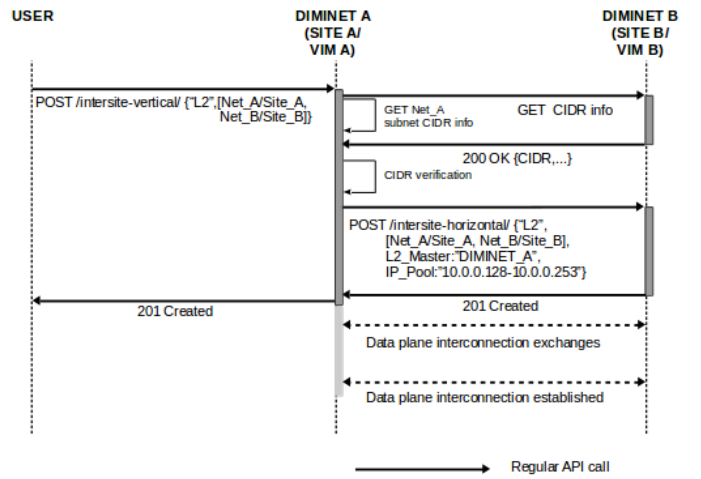 USER
DIMINET A
(SITE A/
VIM A)
DIMINET B
(SITE B/
VIM B)
POST /intersite-vertical/ {“L2”,[Net_A/Site_A,
Net_B/Site_B]}
GET Net_A
subnet CIDR info
GET CIDR info
200 OK {CIDR,...}
CIDR verification
POST /intersite-horizontal/ {“L2”,
[Net_A/Site_A, Net_B/Site_B],
L2_Master:”DIMINET_A”,
IP_Pool:”10.0.0.128-10.0.0.253”}
201 Created
201 Created
Data plane interconnection exchanges
Data plane interconnection established
Regular API call